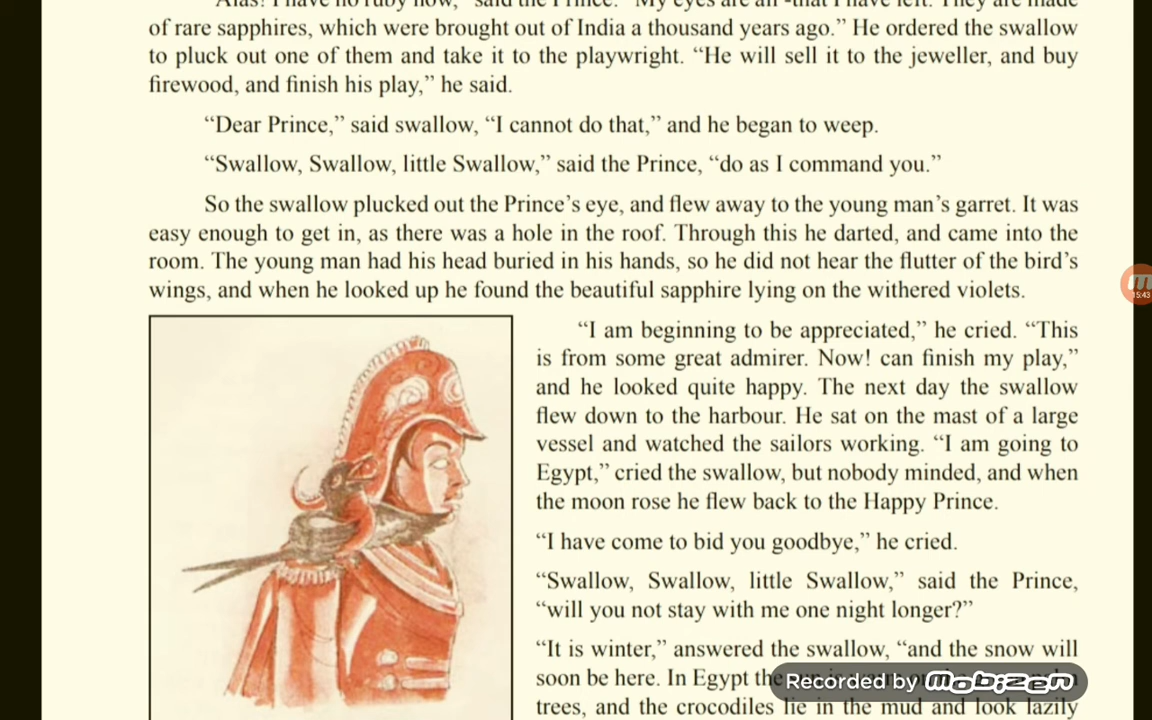 "Alas! I have no ruby now," said the Prince. "My eyes are all -that I have left. They are made
of rare sapphires, which were brought out of India a thousand years ago." He ordered the swallow
to pluck out one of them and take it to the playwright. "He will sell it to the jeweller, and buy
firewood, and finish his play," he said.
"Dear Prince," said swallow, "I cannot do that," and he began to weep.
"Swallow, Swallow, little Swallow," said the Prince, "do as I command you."
So the swallow plucked out the Prince's eye, and flew away to the young man's garret. It was
easy enough to get in, as there was a hole in the roof. Through this he darted, and came into the
room. The young man had his head buried in his hands, so he did not hear the flutter of the bird's
wings, and when he looked up he found the beautiful sapphire lying on the withered violets.
"I am beginning to be appreciated," he cried. "This
is from some great admirer. Now! can finish my play,"
and he looked quite happy. The next day the swallow
flew down to the harbour. He sat on the mast of a large
vessel and watched the sailors working. "I am going to
Egypt," cried the swallow, but nobody minded, and when
the moon rose he flew back to the Happy Prince.
"I have come to bid you goodbye," he cried.
"Swallow, Swallow, little Swallow," said the Prince,
"will you not stay with me one night longer?"
"It is winter," answered the swallow, "and the snow will
soon be here. In Egypt the
trees, and the crocodiles lie in the mud and look lazily
Recorded by mobizen
15:43